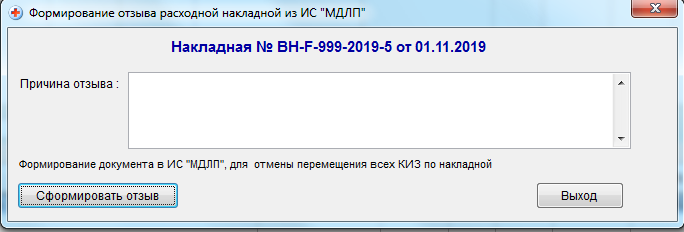 Формирование отзыва расходной накладной из ИС "МДЛП"
Накладная № ВН-F-999-2019-5 от 01.11.2019
Причина отзыва :
Формирование документа в ИС "МДЛП", для отмены перемещения всех КИЗ по накладной
Сформировать отзыв Выход